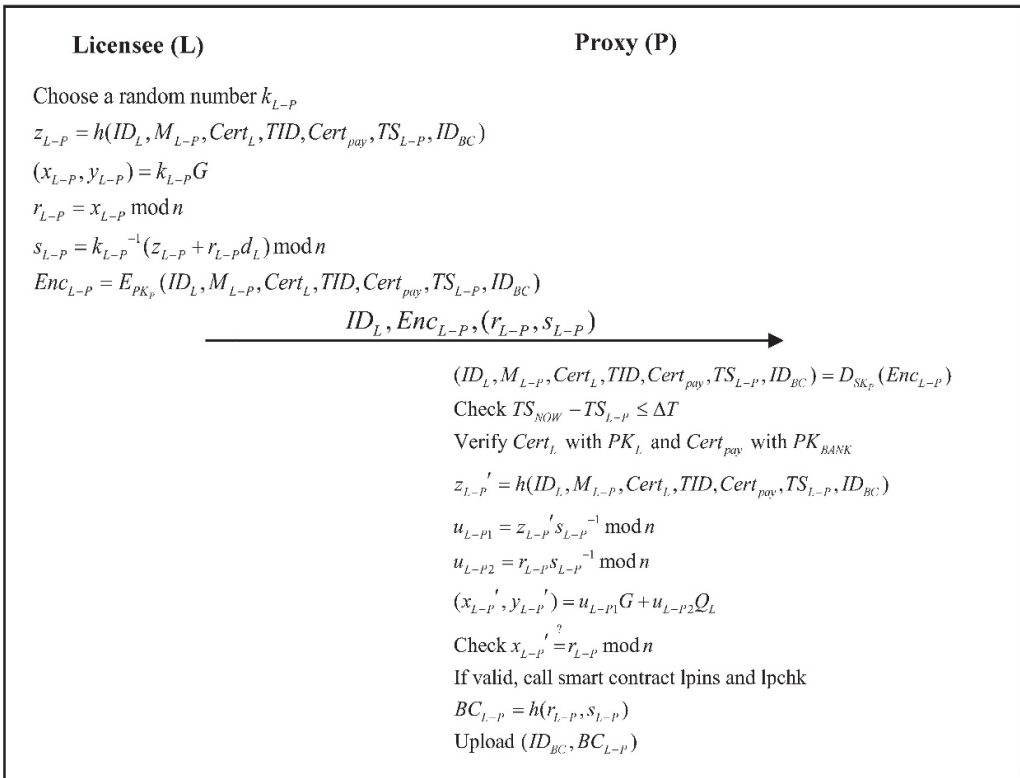 Licensee (L) Proxy (P)
Choose a random number k_{L-P}
z_{L-P} = h(ID_L, M_{L-P}, Cert_L, TID, Cert_{pay}, TS_{L-P}, ID_{BC})
(x_{L-P}, y_{L-P}) = k_{L-P}G
r_{L-P} = x_{L-P} mod n
s_{L-P} = k_{L-P}^{-1}(z_{L-P} + r_{L-P}d_L) mod n
Enc_{L-P} = E_{PK_P}(ID_L, M_{L-P}, Cert_L, TID, Cert_{pay}, TS_{L-P}, ID_{BC})
ID_L, Enc_{L-P}, (r_{L-P}, s_{L-P})
(ID_L, M_{L-P}, Cert_L, TID, Cert_{pay}, TS_{L-P}, ID_{BC}) = D_{SK_P}(Enc_{L-P})
Check TS_{NOW} − TS_{L-P} ≤ ΔT
Verify Cert_L with PK_L and Cert_{pay} with PK_{BANK}
z_{L-P}' = h(ID_L, M_{L-P}, Cert_L, TID, Cert_{pay}, TS_{L-P}, ID_{BC})
u_{L-P1} = z_{L-P}' s_{L-P}^{-1} mod n
u_{L-P2} = r_{L-P} s_{L-P}^{-1} mod n
(x_{L-P}', y_{L-P}') = u_{L-P1}G + u_{L-P2}Q_L
Check x_{L-P}' =? r_{L-P} mod n
If valid, call smart contract lpins and lpchk
BC_{L-P} = h(r_{L-P}, s_{L-P})
Upload (ID_{BC}, BC_{L-P})